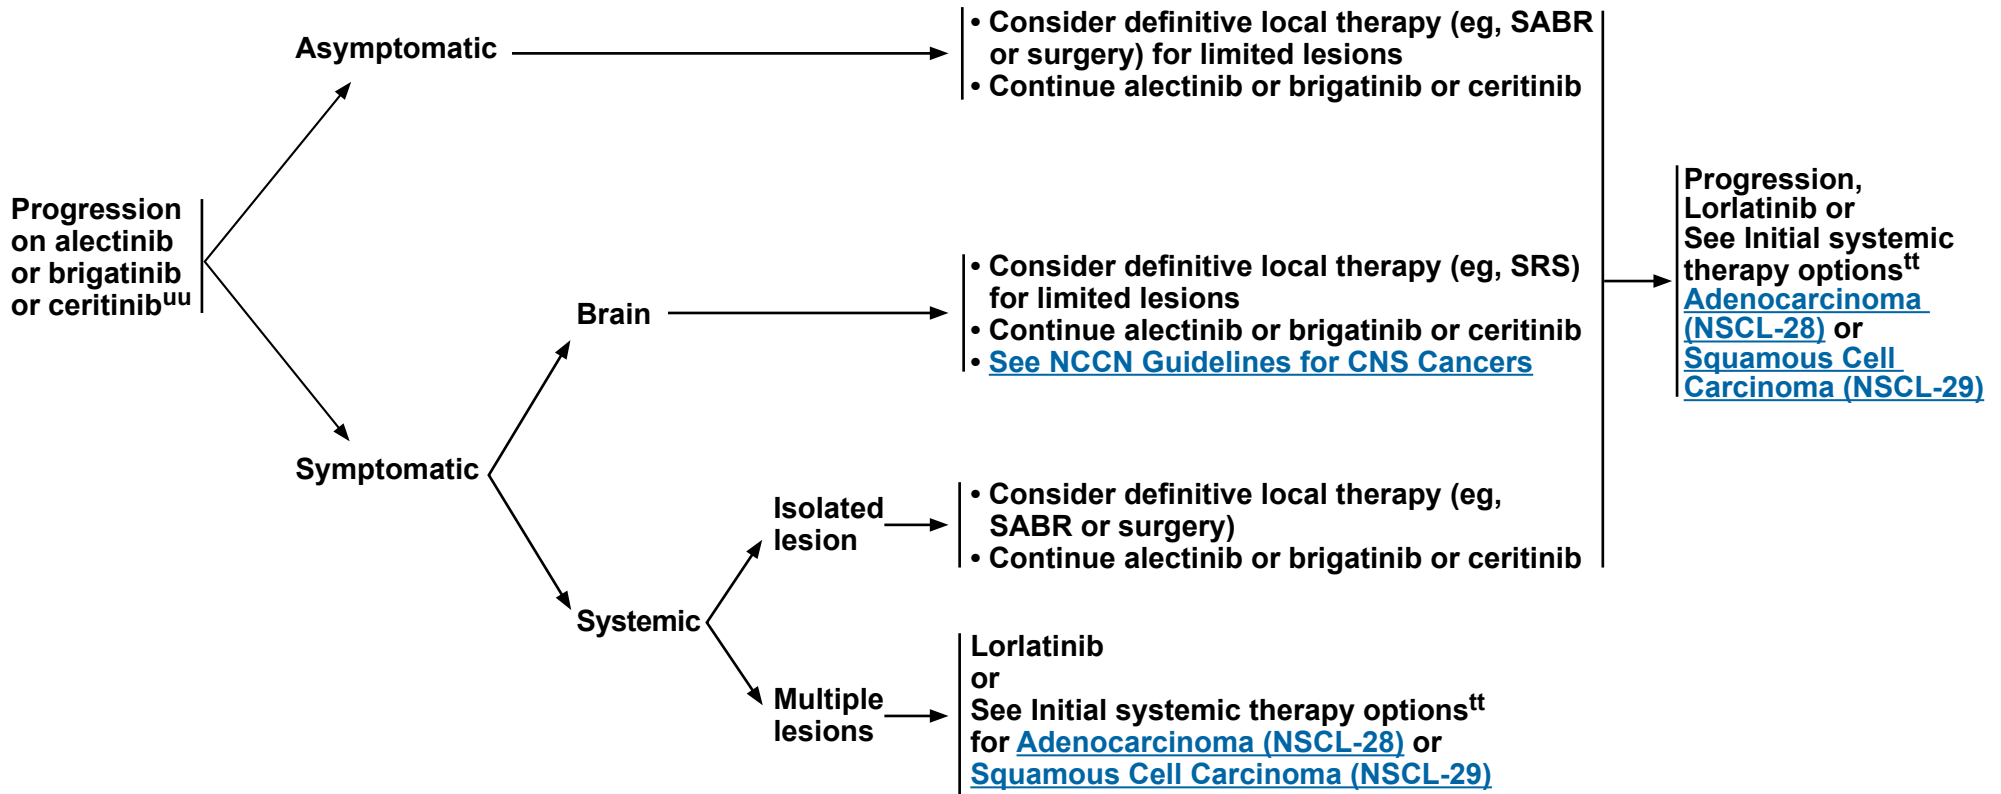 Progression
on alectinib
or brigatinib
or ceritinibᵘᵘ
Asymptomatic
• Consider definitive local therapy (eg, SABR
or surgery) for limited lesions
• Continue alectinib or brigatinib or ceritinib
Symptomatic
Brain
• Consider definitive local therapy (eg, SRS)
for limited lesions
• Continue alectinib or brigatinib or ceritinib
• See NCCN Guidelines for CNS Cancers
Systemic
Isolated
lesion
• Consider definitive local therapy (eg,
SABR or surgery)
• Continue alectinib or brigatinib or ceritinib
Multiple
lesions
Lorlatinib
or
See Initial systemic therapy optionsᵗᵗ
for Adenocarcinoma (NSCL-28) or
Squamous Cell Carcinoma (NSCL-29)
Progression,
Lorlatinib or
See Initial systemic
therapy optionsᵗᵗ
Adenocarcinoma
(NSCL-28) or
Squamous Cell
Carcinoma (NSCL-29)